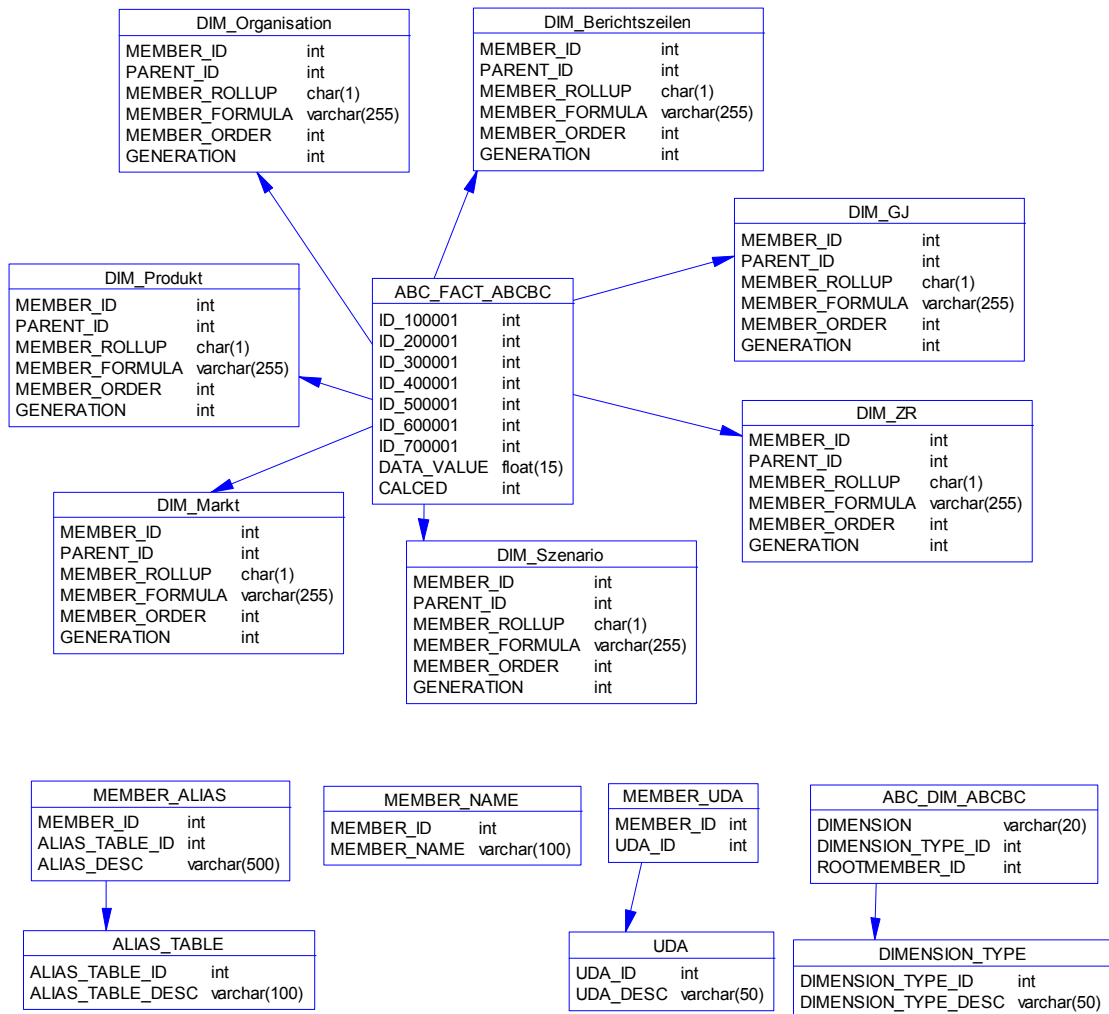 DIM_Organisation
MEMBER_ID int
PARENT_ID int
MEMBER_ROLLUP char(1)
MEMBER_FORMULA varchar(255)
MEMBER_ORDER int
GENERATION int
DIM_Berichtszeilen
MEMBER_ID int
PARENT_ID int
MEMBER_ROLLUP char(1)
MEMBER_FORMULA varchar(255)
MEMBER_ORDER int
GENERATION int
DIM_GJ
MEMBER_ID int
PARENT_ID int
MEMBER_ROLLUP char(1)
MEMBER_FORMULA varchar(255)
MEMBER_ORDER int
GENERATION int
DIM_Produkt
MEMBER_ID int
PARENT_ID int
MEMBER_ROLLUP char(1)
MEMBER_FORMULA varchar(255)
MEMBER_ORDER int
GENERATION int
ABC_FACT_ABCBC
ID_100001 int
ID_200001 int
ID_300001 int
ID_400001 int
ID_500001 int
ID_600001 int
ID_700001 int
DATA_VALUE float(15)
CALCED int
DIM_ZR
MEMBER_ID int
PARENT_ID int
MEMBER_ROLLUP char(1)
MEMBER_FORMULA varchar(255)
MEMBER_ORDER int
GENERATION int
DIM_Markt
MEMBER_ID int
PARENT_ID int
MEMBER_ROLLUP char(1)
MEMBER_FORMULA varchar(255)
MEMBER_ORDER int
GENERATION int
DIM_Szenario
MEMBER_ID int
PARENT_ID int
MEMBER_ROLLUP char(1)
MEMBER_FORMULA varchar(255)
MEMBER_ORDER int
GENERATION int
MEMBER_ALIAS
MEMBER_ID int
ALIAS_TABLE_ID int
ALIAS_DESC varchar(500)
MEMBER_NAME
MEMBER_ID int
MEMBER_NAME varchar(100)
MEMBER_UDA
MEMBER_ID int
UDA_ID int
ABC_DIM_ABCBC
DIMENSION varchar(20)
DIMENSION_TYPE_ID int
ROOTMEMBER_ID int
ALIAS_TABLE
ALIAS_TABLE_ID int
ALIAS_TABLE_DESC varchar(100)
UDA
UDA_ID int
UDA_DESC varchar(50)
DIMENSION_TYPE
DIMENSION_TYPE_ID int
DIMENSION_TYPE_DESC varchar(50)